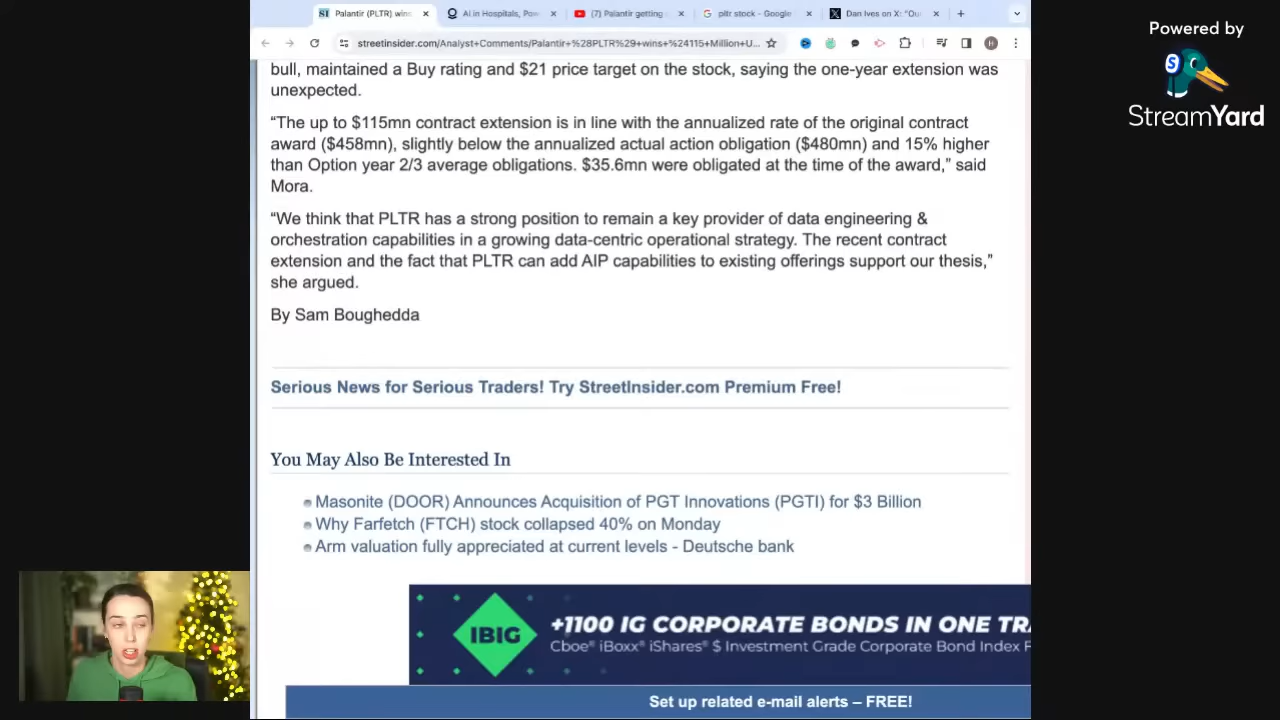 Palantir (PLTR) wins
AI in Hospitals, Pow
(7) Palantir getting
pltr stock - Google
Dan Ives on X: "Ou
streetinsider.com/Analyst+Comments/Palantir+%28PLTR%29+wins+%24115+Million+U...
H
Powered by
S
StreamYard
bull, maintained a Buy rating and $21 price target on the stock, saying the one-year extension was
unexpected.
“The up to $115mn contract extension is in line with the annualized rate of the original contract
award ($458mn), slightly below the annualized actual action obligation ($480mn) and 15% higher
than Option year 2/3 average obligations. $35.6mn were obligated at the time of the award,” said
Mora.
“We think that PLTR has a strong position to remain a key provider of data engineering &
orchestration capabilities in a growing data-centric operational strategy. The recent contract
extension and the fact that PLTR can add AIP capabilities to existing offerings support our thesis,”
she argued.
By Sam Boughedda
Serious News for Serious Traders! Try StreetInsider.com Premium Free!
You May Also Be Interested In
Masonite (DOOR) Announces Acquisition of PGT Innovations (PGTI) for $3 Billion
Why Farfetch (FTCH) stock collapsed 40% on Monday
Arm valuation fully appreciated at current levels - Deutsche bank
IBIG
+1100 IG CORPORATE BONDS IN ONE TRA
Cboe® iBoxx® iShares® $ Investment Grade Corporate Bond Index F
Set up related e-mail alerts – FREE!